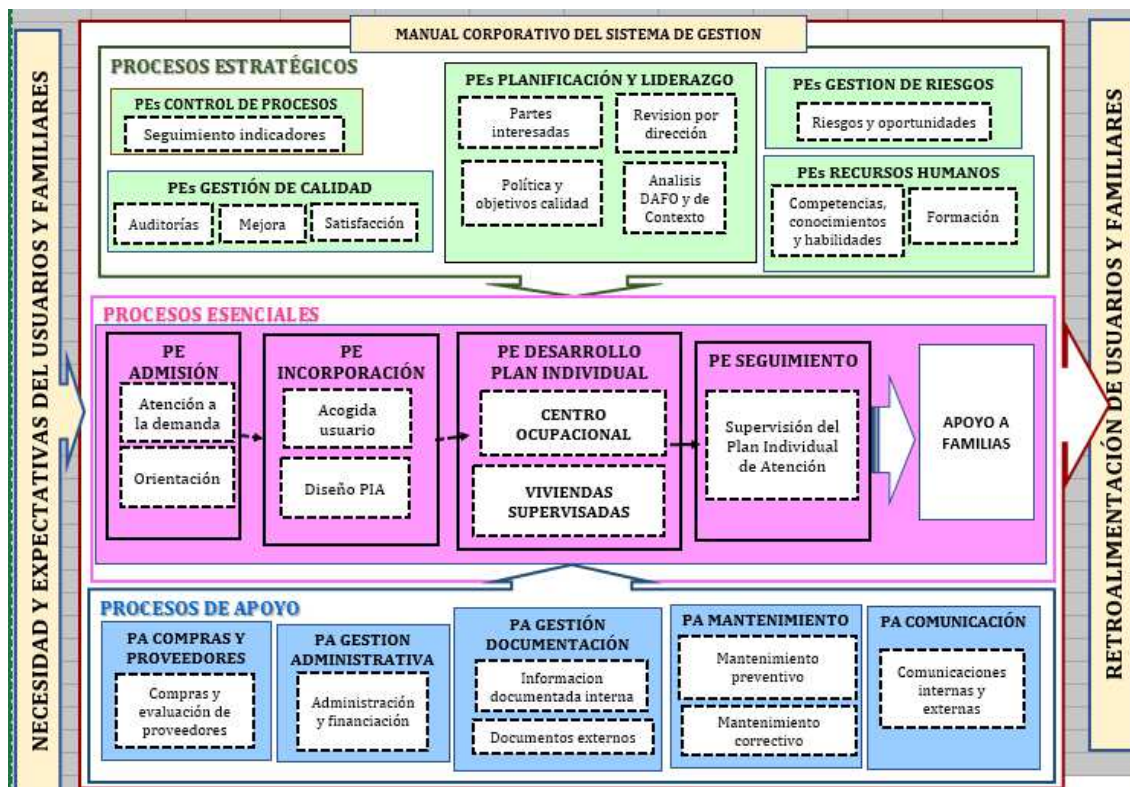 NECESIDAD Y EXPECTATIVAS DEL USUARIOS Y FAMILIARES
MANUAL CORPORATIVO DEL SISTEMA DE GESTION
PROCESOS ESTRATÉGICOS
PEs CONTROL DE PROCESOS
Seguimiento indicadores
PEs GESTIÓN DE CALIDAD
Auditorías
Mejora
Satisfacción
PEs PLANIFICACIÓN Y LIDERAZGO
Partes
interesadas
Revision por
dirección
Política y
objetivos calidad
Analisis
DAFO y de
Contexto
PEs GESTION DE RIESGOS
Riesgos y oportunidades
PEs RECURSOS HUMANOS
Competencias,
conocimientos
y habilidades
Formación
PROCESOS ESENCIALES
PE
ADMISIÓN
Atención a
la demanda
Orientación
PE
INCORPORACIÓN
Acogida
usuario
Diseño PIA
PE DESARROLLO
PLAN INDIVIDUAL
CENTRO
OCUPACIONAL
VIVIENDAS
SUPERVISADAS
PE SEGUIMIENTO
Supervisión del
Plan Individual
de Atención
APOYO A
FAMILIAS
PROCESOS DE APOYO
PA COMPRAS Y
PROVEEDORES
Compras y
evaluación de
proveedores
PA GESTION
ADMINISTRATIVA
Administración
y financiación
PA GESTIÓN
DOCUMENTACIÓN
Informacion
documentada interna
Documentos externos
PA MANTENIMIENTO
Mantenimiento
preventivo
Mantenimiento
correctivo
PA COMUNICACIÓN
Comunicaciones
internas y
externas
RETROALIMENTACIÓN DE USUARIOS Y FAMILIARES